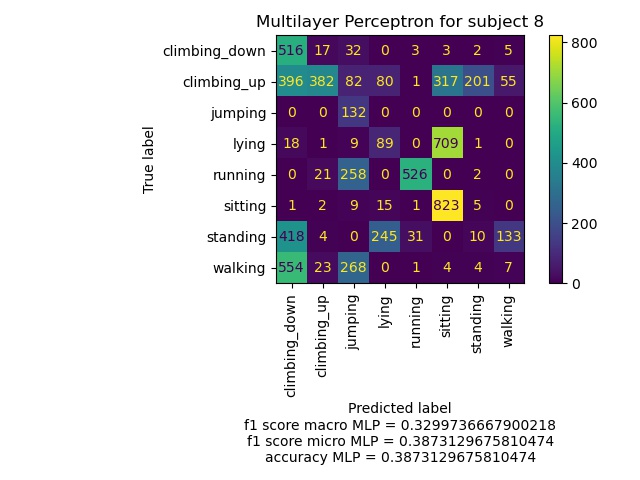 Multilayer Perceptron for subject 8
climbing_down 516 17 32 0 3 3 2 5
climbing_up 396 382 82 80 1 317 201 55
jumping 0 0 132 0 0 0 0 0
lying 18 1 9 89 0 709 1 0
running 0 21 258 0 526 0 2 0
sitting 1 2 9 15 1 823 5 0
standing 418 4 0 245 31 0 10 133
walking 554 23 268 0 1 4 4 7
True label
climbing_down climbing_up jumping lying running sitting standing walking
Predicted label
800
600
400
200
0
f1 score macro MLP = 0.3299736667900218
f1 score micro MLP = 0.3873129675810474
accuracy MLP = 0.3873129675810474